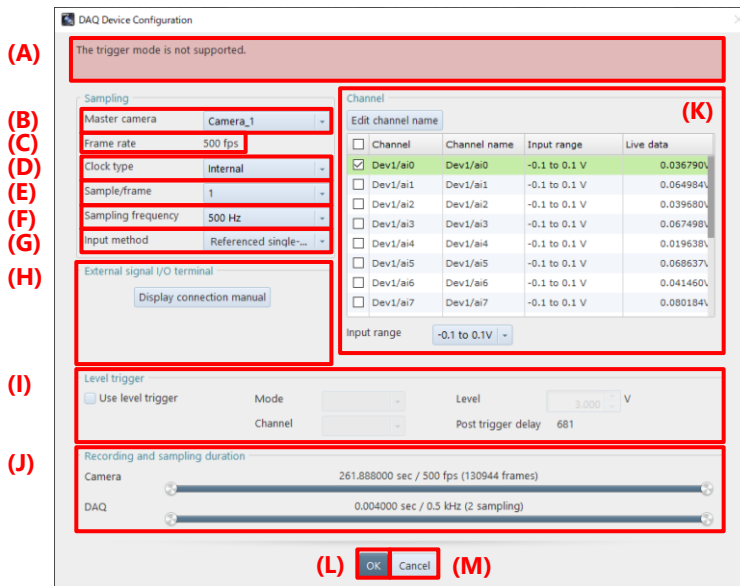 DAQ Device Configuration
(A) The trigger mode is not supported.
Sampling
(B) Master camera Camera_1
(C) Frame rate 500 fps
(D) Clock type Internal
(E) Sample/frame 1
(F) Sampling frequency 500 Hz
(G) Input method Referenced single-...
(H) External signal I/O terminal
Display connection manual
Channel
Edit channel name (K)
Channel Channel name Input range Live data
Dev1/ai0 Dev1/ai0 -0.1 to 0.1 V 0.036790V
Dev1/ai1 Dev1/ai1 -0.1 to 0.1 V 0.064984V
Dev1/ai2 Dev1/ai2 -0.1 to 0.1 V 0.039680V
Dev1/ai3 Dev1/ai3 -0.1 to 0.1 V 0.067498V
Dev1/ai4 Dev1/ai4 -0.1 to 0.1 V 0.019638V
Dev1/ai5 Dev1/ai5 -0.1 to 0.1 V 0.068637V
Dev1/ai6 Dev1/ai6 -0.1 to 0.1 V 0.041460V
Dev1/ai7 Dev1/ai7 -0.1 to 0.1 V 0.080184V
Input range -0.1 to 0.1V
(I) Level trigger
Use level trigger Mode Level 3.000 V
Channel Post trigger delay 681
(J) Recording and sampling duration
Camera 261.888000 sec / 500 fps (130944 frames)
DAQ 0.004000 sec / 0.5 kHz (2 sampling)
(L) OK Cancel (M)